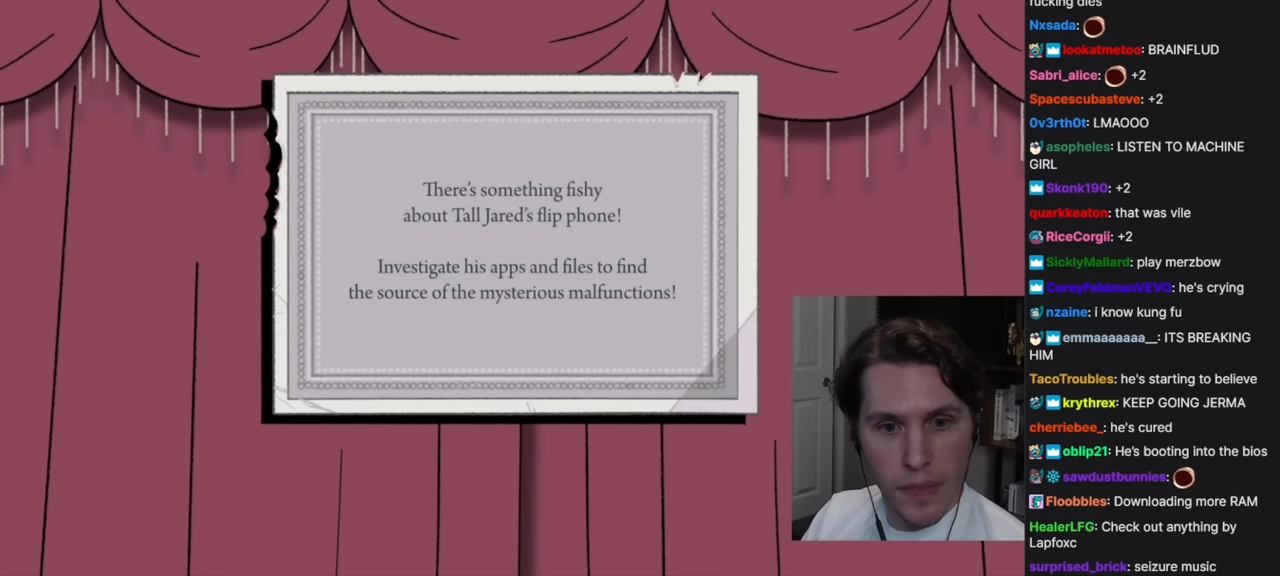 There's something fishy
about Tall Jared's flip phone!
Investigate his apps and files to find
the source of the mysterious malfunctions!
fucking dies
Nxsada:
lookatmetoo: BRAINFLUD
Sabri_alice: +2
Spacescubasteve: +2
0v3rth0t: LMAOOO
asopheles: LISTEN TO MACHINE
GIRL
Skonk190: +2
quarkkeaton: that was vile
RiceCorgii: +2
SicklyMallard: play merzbow
CoreyFeldmanVEVO: he's crying
nzaine: i know kung fu
emmaaaaaaa__: ITS BREAKING
HIM
TacoTroubles: he's starting to believe
krythrex: KEEP GOING JERMA
cherriebee_: he's cured
oblip21: He's booting into the bios
sawdustbunnies:
Floobbles: Downloading more RAM
HealerLFG: Check out anything by
Lapfoxc
surprised_brick: seizure music